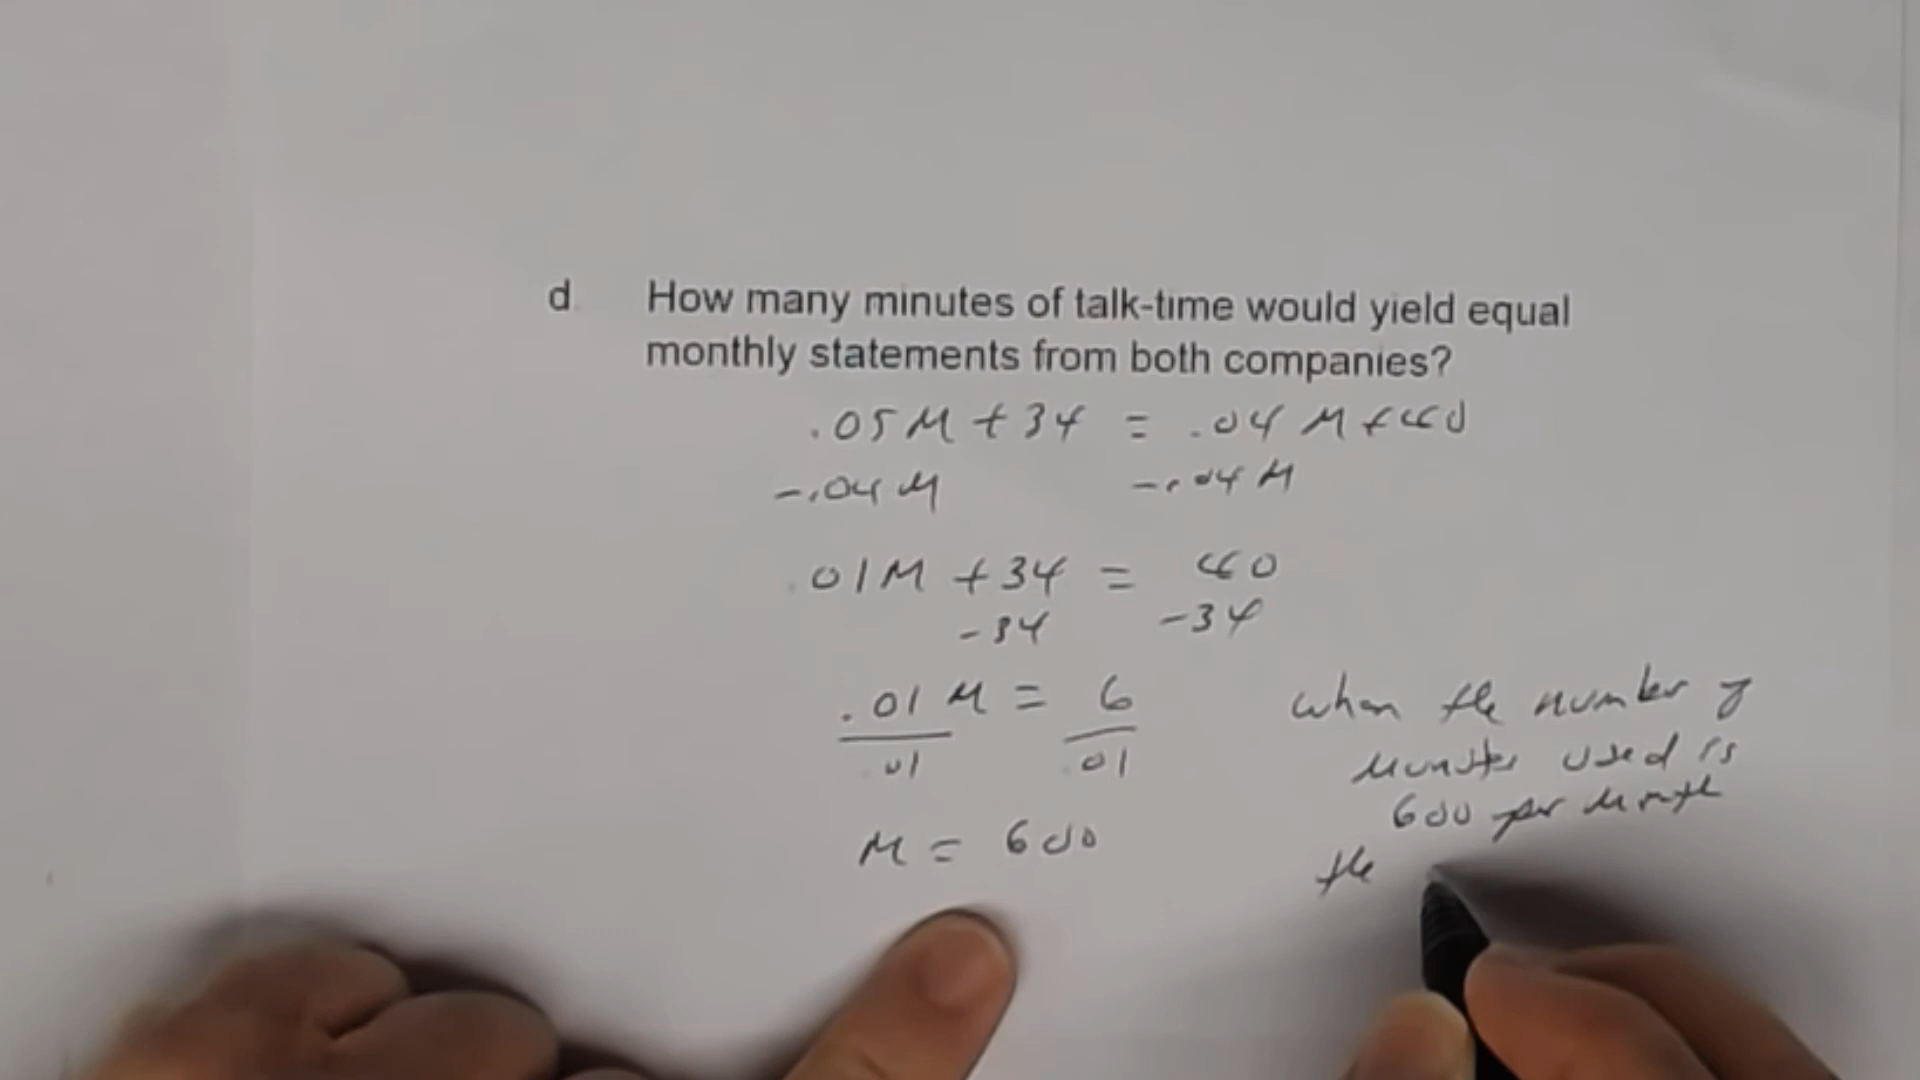 d. How many minutes of talk-time would yield equal
monthly statements from both companies?
.05M + 34 = .04M + 40
-.04M -.04M
.01M + 34 = 40
-34 -34
.01M = 6
.01 .01
M = 600
when the number of
minutes used is
600 per month
the